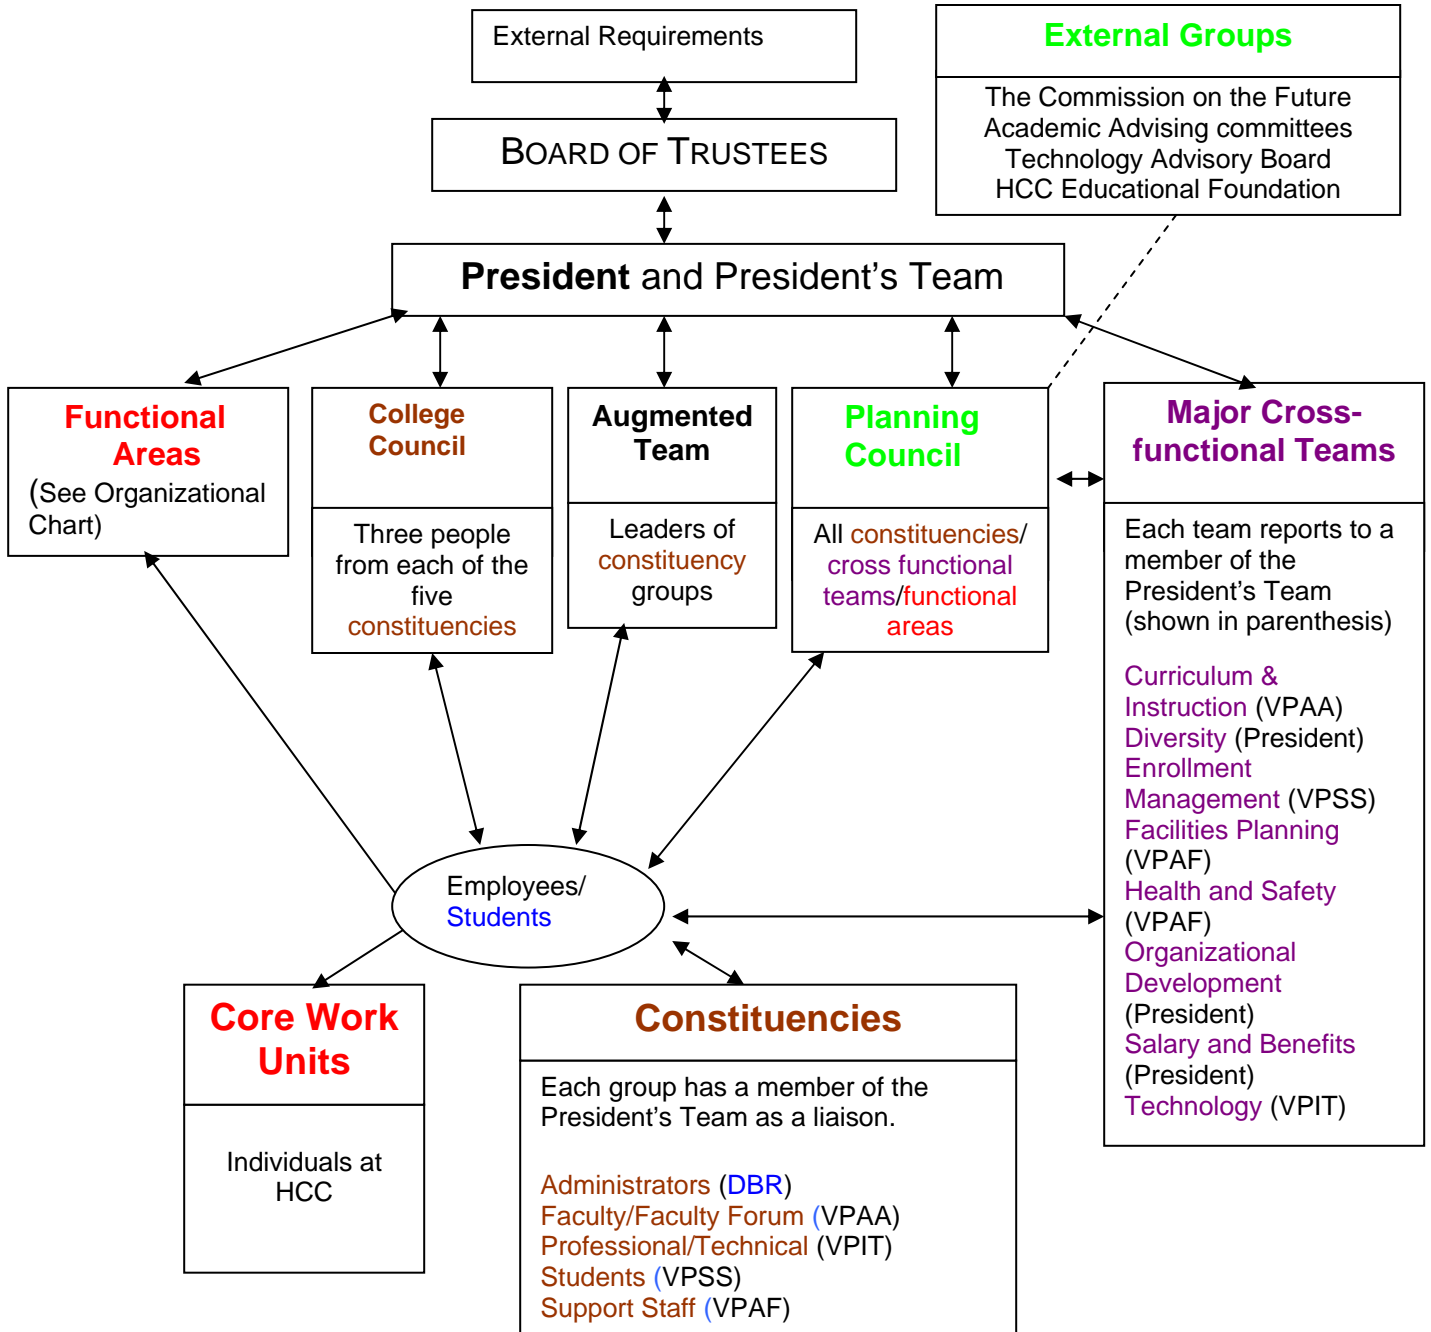 External Requirements
External Groups
The Commission on the Future
Academic Advising committees
Technology Advisory Board
HCC Educational Foundation
BOARD OF TRUSTEES
President and President’s Team
Functional
Areas
(See Organizational
Chart)
College
Council
Three people
from each of the
five
constituencies
Augmented
Team
Leaders of
constituency
groups
Planning
Council
All constituencies/
cross functional
teams/functional
areas
Major Cross-
functional Teams
Each team reports to a
member of the
President’s Team
(shown in parenthesis)
Curriculum &
Instruction (VPAA)
Diversity (President)
Enrollment
Management (VPSS)
Facilities Planning
(VPAF)
Health and Safety
(VPAF)
Organizational
Development
(President)
Salary and Benefits
(President)
Technology (VPIT)
Employees/
Students
Core Work
Units
Individuals at
HCC
Constituencies
Each group has a member of the
President’s Team as a liaison.
Administrators (DBR)
Faculty/Faculty Forum (VPAA)
Professional/Technical (VPIT)
Students (VPSS)
Support Staff (VPAF)